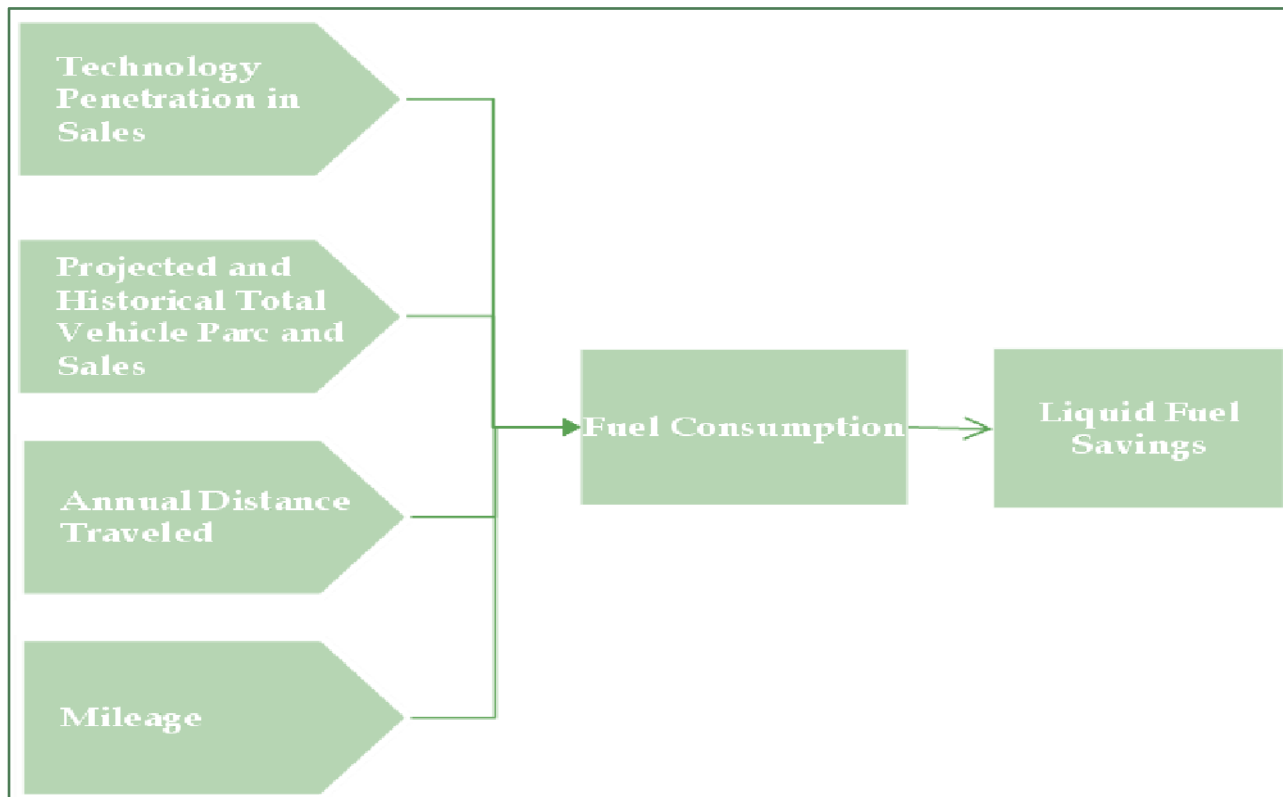 Technology
Penetration in
Sales
Projected and
Historical Total
Vehicle Parc and
Sales
Annual Distance
Traveled
Mileage
Fuel Consumption
Liquid Fuel
Savings